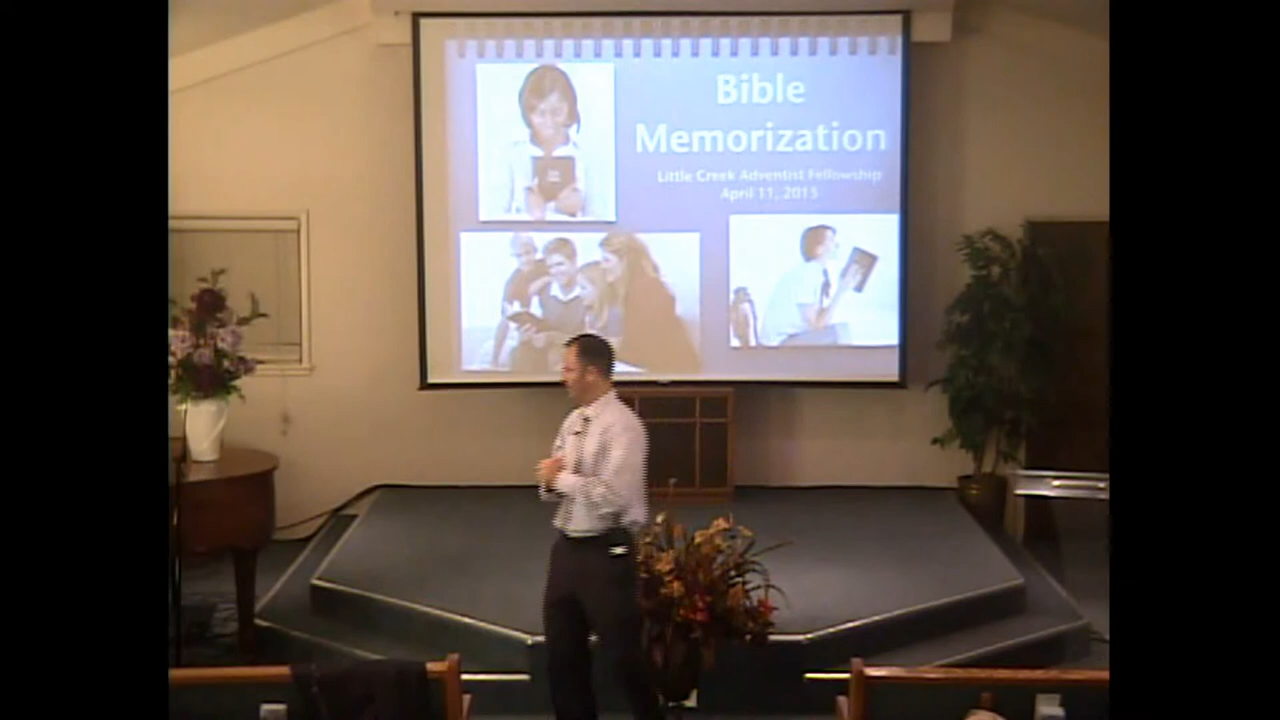 Bible
Memorization
Little Creek Adventist Fellowship
April 11, 2015